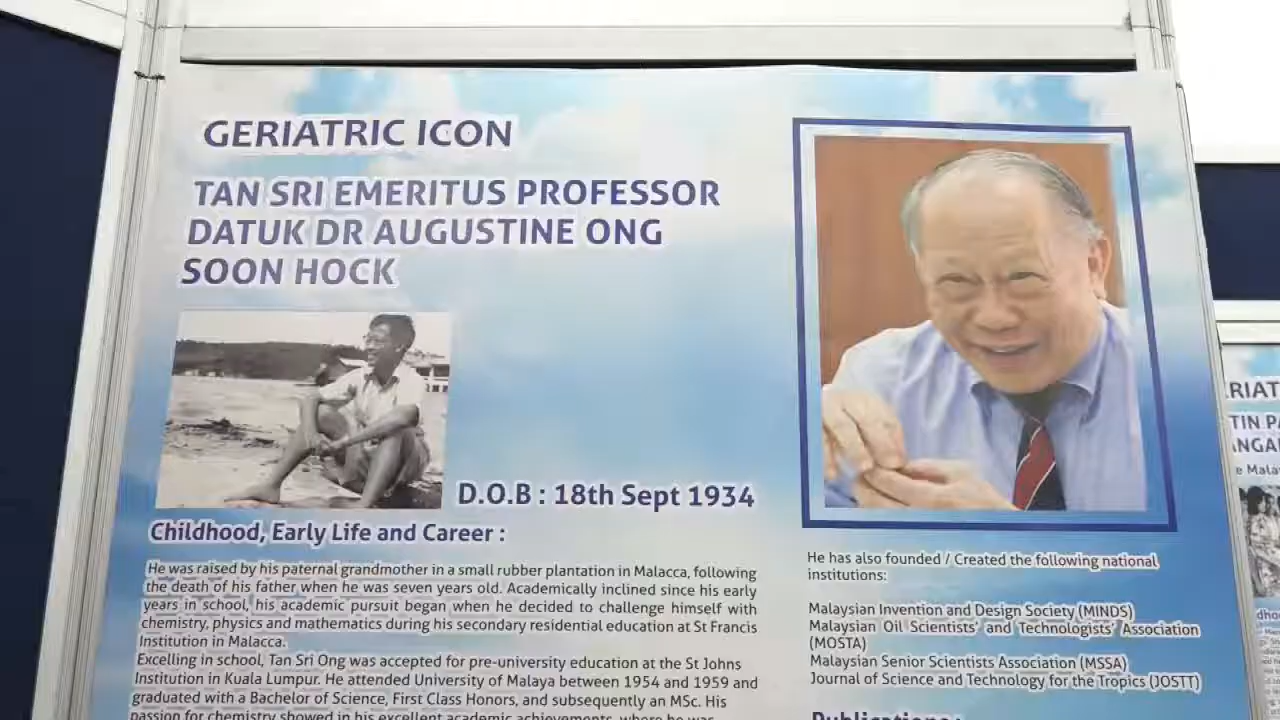 GERIATRIC ICON
TAN SRI EMERITUS PROFESSOR
DATUK DR AUGUSTINE ONG
SOON HOCK
D.O.B : 18th Sept 1934
Childhood, Early Life and Career :
He was raised by his paternal grandmother in a small rubber plantation in Malacca, following
the death of his father when he was seven years old. Academically inclined since his early
years in school, his academic pursuit began when he decided to challenge himself with
chemistry, physics and mathematics during his secondary residential education at St Francis
Institution in Malacca.
Excelling in school, Tan Sri Ong was accepted for pre-university education at the St Johns
Institution in Kuala Lumpur. He attended University of Malaya between 1954 and 1959 and
graduated with a Bachelor of Science, First Class Honors, and subsequently an MSc. His
passion for chemistry showed in his excellent academic achievements, where he was
He has also founded / Created the following national
institutions:
Malaysian Invention and Design Society (MINDS)
Malaysian Oil Scientists' and Technologists' Association
(MOSTA)
Malaysian Senior Scientists Association (MSSA)
Journal of Science and Technology for the Tropics (JOSTT)
Publications :